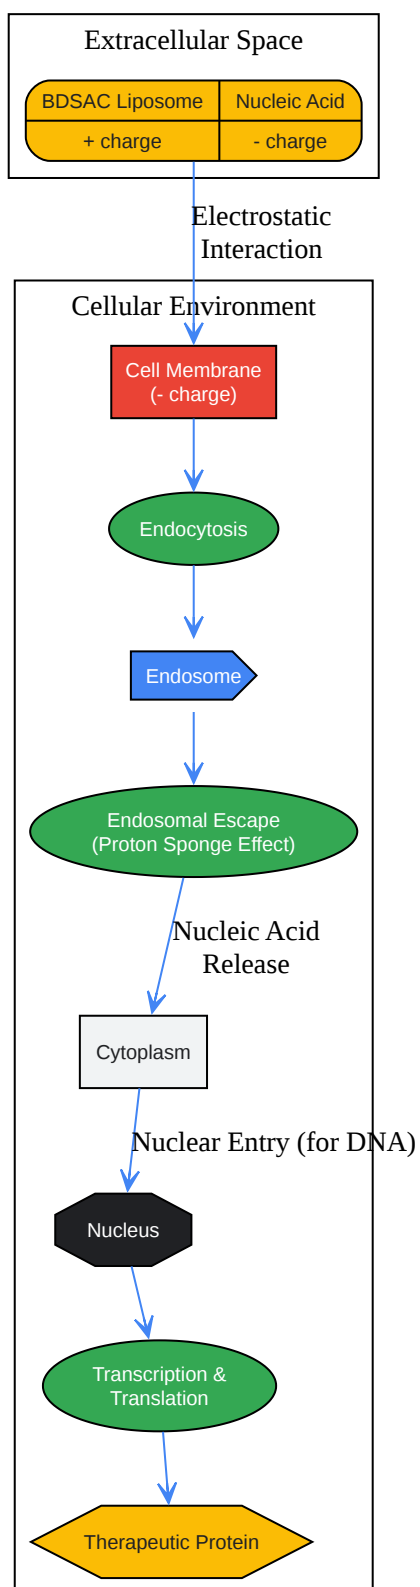 Extracellular Space
BDSAC Liposome
Nucleic Acid
+ charge
- charge
Electrostatic
Interaction
Cellular Environment
Cell Membrane
(- charge)
Endocytosis
Endosome
Endosomal Escape
(Proton Sponge Effect)
Nucleic Acid
Release
Cytoplasm
Nuclear Entry (for DNA)
Nucleus
Transcription &
Translation
Therapeutic Protein